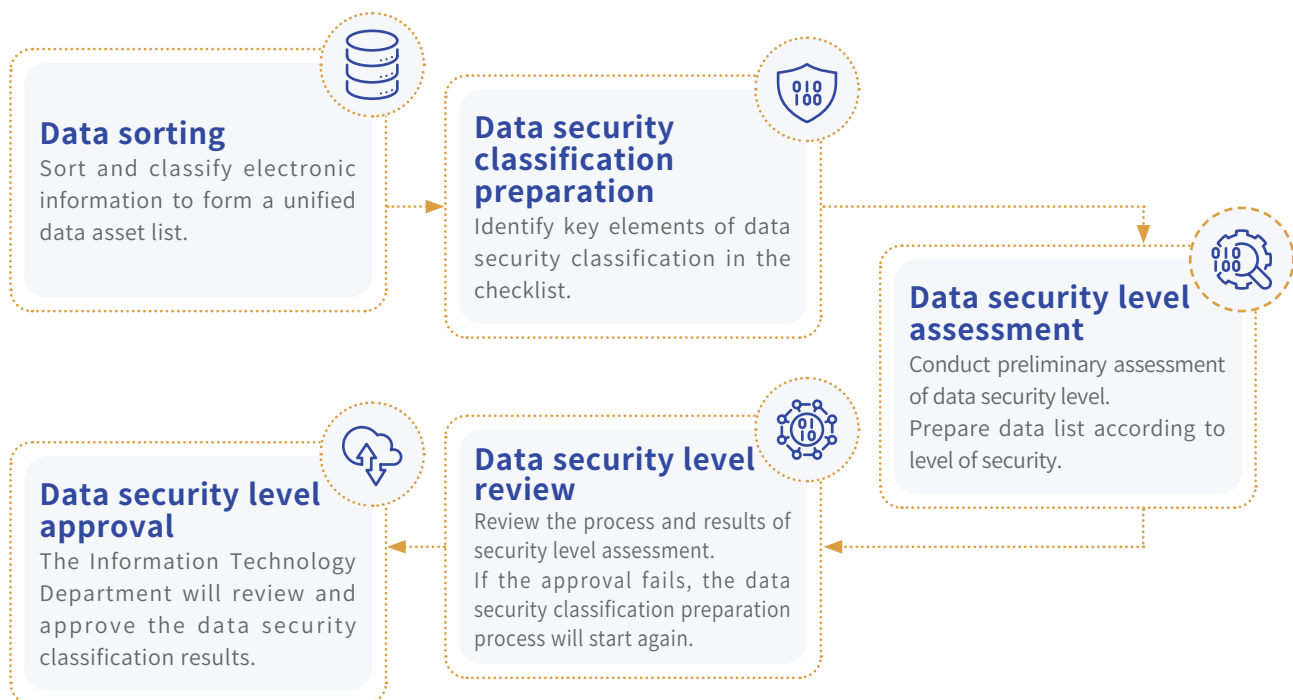 Data sorting
Sort and classify electronic
information to form a unified
data asset list.
010
100
Data security
classification
preparation
Identify key elements of data
security classification in the
checklist.
010
100
Data security level
assessment
Conduct preliminary assessment
of data security level.
Prepare data list according to
level of security.
01
10
Data security level
review
Review the process and results of
security level assessment.
If the approval fails, the data
security classification preparation
process will start again.
Data security level
approval
The Information Technology
Department will review and
approve the data security
classification results.